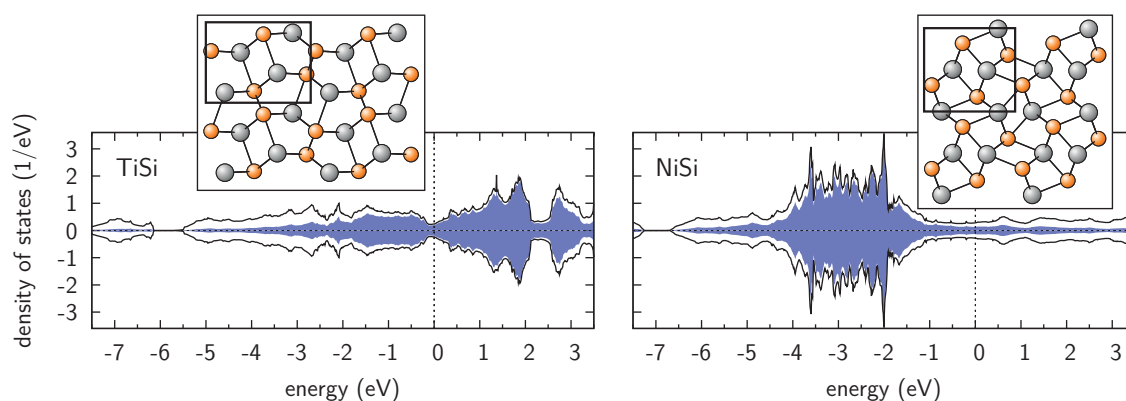 TiSi
3
2
1
0
-1
-2
-3
density of states (1/eV)
-7 -6 -5 -4 -3 -2 -1 0 1 2 3
energy (eV)
NiSi
-7 -6 -5 -4 -3 -2 -1 0 1 2 3
energy (eV)